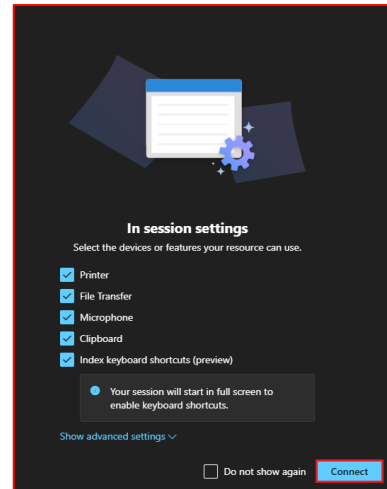 In session settings
Select the devices or features your resource can use.
Printer
File Transfer
Microphone
Clipboard
Index keyboard shortcuts (preview)
Your session will start in full screen to
enable keyboard shortcuts.
Show advanced settings
Do not show again Connect